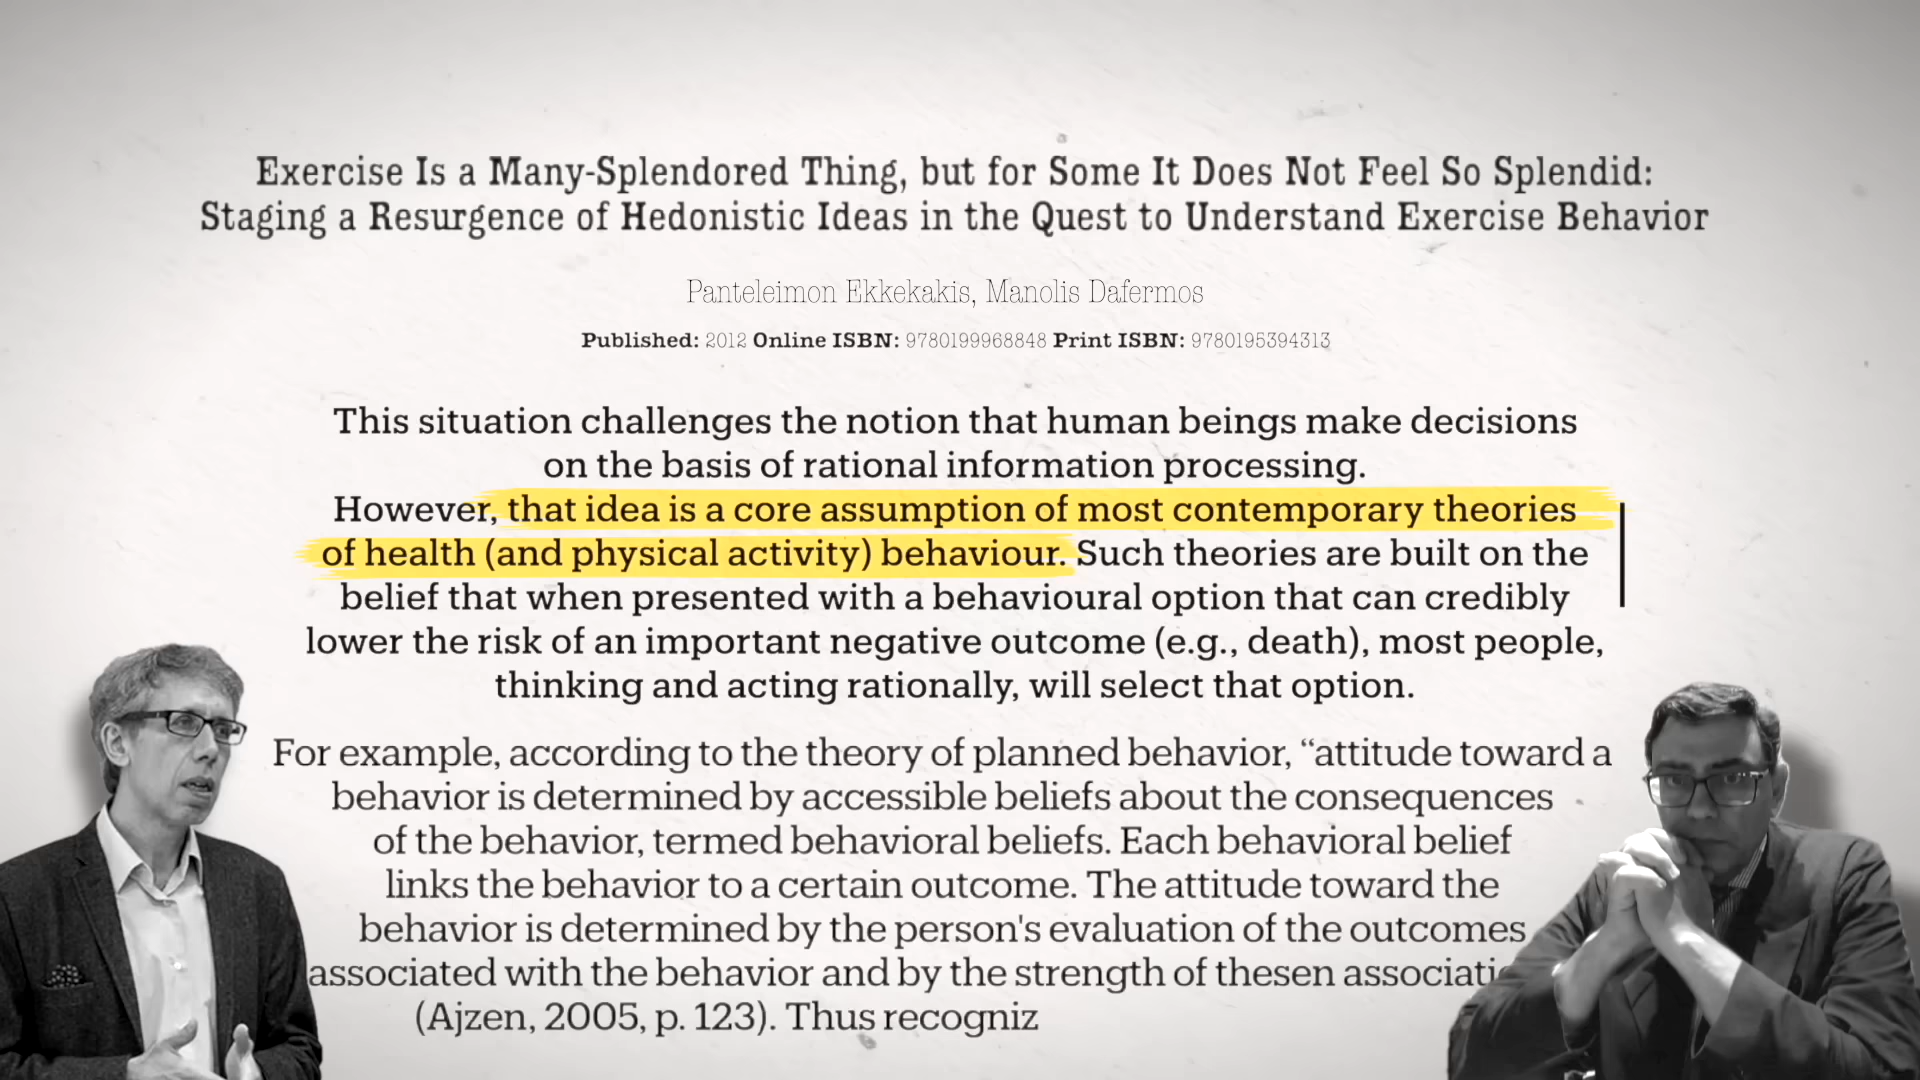 Exercise Is a Many-Splendored Thing, but for Some It Does Not Feel So Splendid:
Staging a Resurgence of Hedonistic Ideas in the Quest to Understand Exercise Behavior
Panteleimon Ekkekakis, Manolis Dafermos
Published: 2012 Online ISBN: 9780199968848 Print ISBN: 9780195394313
This situation challenges the notion that human beings make decisions
on the basis of rational information processing.
However, that idea is a core assumption of most contemporary theories
of health (and physical activity) behaviour. Such theories are built on the
belief that when presented with a behavioural option that can credibly
lower the risk of an important negative outcome (e.g., death), most people,
thinking and acting rationally, will select that option.
For example, according to the theory of planned behavior, “attitude toward a
behavior is determined by accessible beliefs about the consequences
of the behavior, termed behavioral beliefs. Each behavioral belief
links the behavior to a certain outcome. The attitude toward the
behavior is determined by the person's evaluation of the outcomes
associated with the behavior and by the strength of thesen
(Ajzen, 2005, p. 123). Thus recogniz